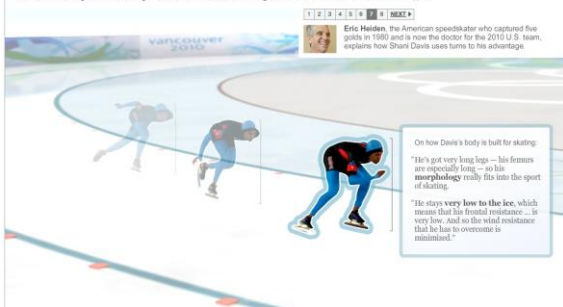 1 2 3 4 5 6 7 8 NEXT
Eric Heiden, the American speedskater who captured five
golds in 1980 and is now the doctor for the 2010 U.S. team,
explains how Shani Davis uses turns to his advantage.
vancouver
2010
On how Davis's body is built for skating:
"He's got very long legs — his femurs
are especially long — so his
morphology really fits into the sport
of skating.
"He stays very low to the ice, which
means that his frontal resistance ... is
very low. And so the wind resistance
that he has to overcome is
minimized."